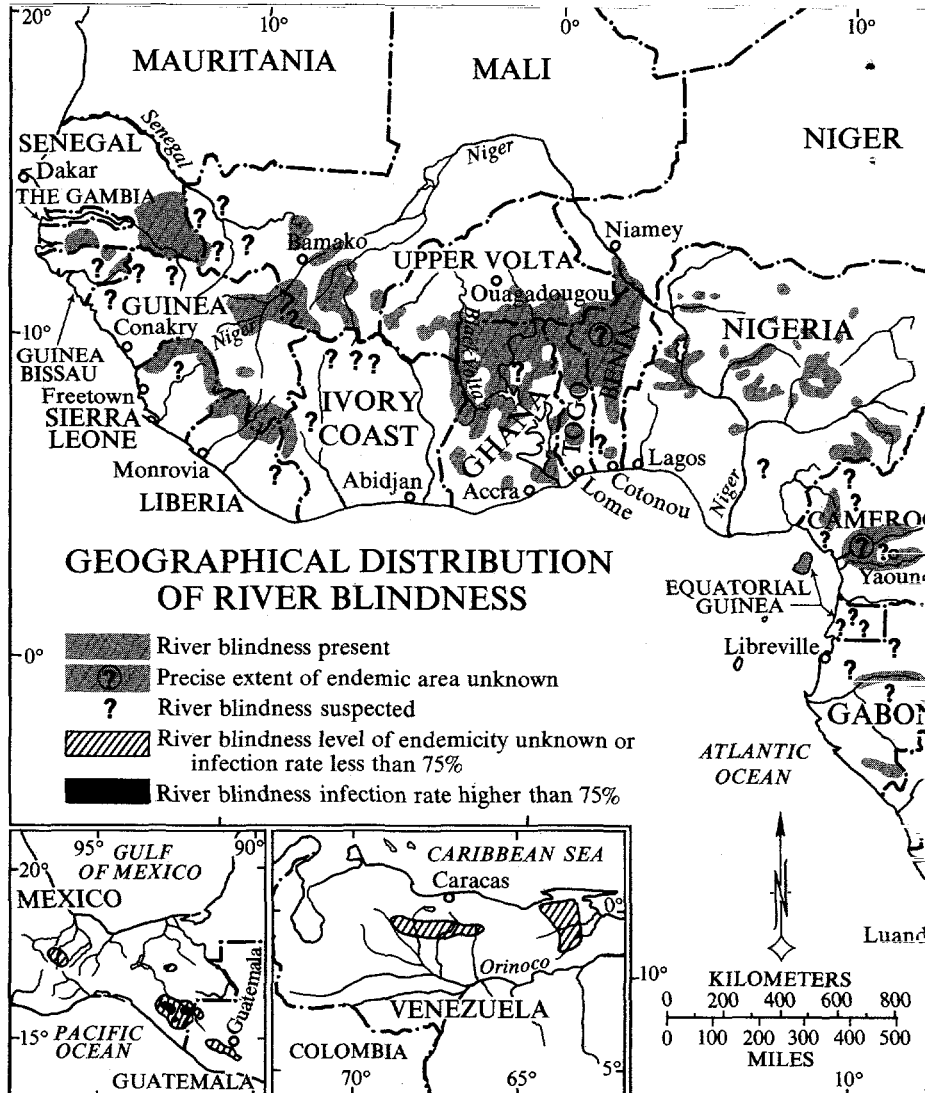 20°
10°
0°
10°
MAURITANIA
MALI
NIGER
SENEGAL
Senegal
Dakar
THE GAMBIA
Niger
Niamey
?
?
?
?
?
?
?
?
?
Bamako
UPPER VOLTA
Ouagadougou
?
GUINEA
?
Conakry
Niger
10°
Black Volta
?
BENIN
NIGERIA
GUINEA
BISSAU
?
? ? ?
?
Freetown
SIERRA
LEONE
IVORY
COAST
?
GHANA
TOGO
?
Monrovia
?
LIBERIA
Abidjan
Accra
Lome
Cotonou
Lagos
Niger
?
?
?
CAMEROO
?
?
?
Yaoun
EQUATORIAL
GUINEA
?
?
?
Libreville
?
?
?
GABON
GEOGRAPHICAL DISTRIBUTION
OF RIVER BLINDNESS
0°
River blindness present
? Precise extent of endemic area unknown
? River blindness suspected
River blindness level of endemicity unknown or
infection rate less than 75%
River blindness infection rate higher than 75%
ATLANTIC
OCEAN
95°
90°
20°
GULF
OF MEXICO
MEXICO
Guatemala
15°
PACIFIC
OCEAN
GUATEMALA
CARIBBEAN SEA
Caracas
0°
Orinoco
10°
VENEZUELA
COLOMBIA
70°
65°
5°
N
Luand
KILOMETERS
0 200 400 600 800
0 100 200 300 400 500
MILES
10°